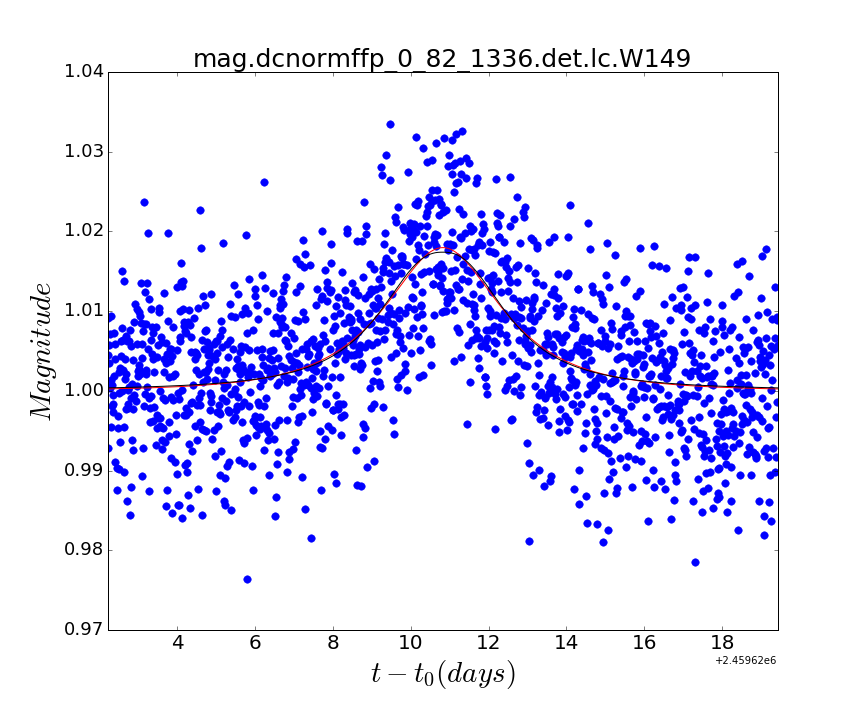 mag.dcnormffp_0_82_1336.det.lc.W149
1.04
1.03
1.02
1.01
1.00
0.99
0.98
0.97
Magnitude
4 6 8 10 12 14 16 18
+2.45962e6
t − t₀(days)